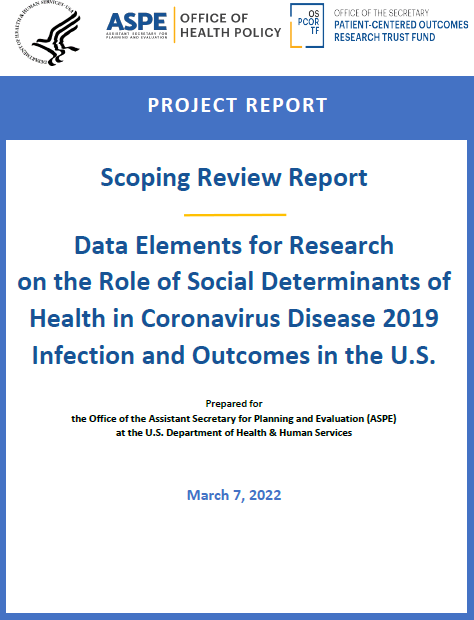 DEPARTMENT OF HEALTH & HUMAN SERVICES · USA
ASPE
ASSISTANT SECRETARY FOR
PLANNING AND EVALUATION
OFFICE OF
HEALTH POLICY
OS
PCOR
TF
OFFICE OF THE SECRETARY
PATIENT-CENTERED OUTCOMES
RESEARCH TRUST FUND
PROJECT REPORT
Scoping Review Report
Data Elements for Research
on the Role of Social Determinants of
Health in Coronavirus Disease 2019
Infection and Outcomes in the U.S.
Prepared for
the Office of the Assistant Secretary for Planning and Evaluation (ASPE)
at the U.S. Department of Health & Human Services
March 7, 2022